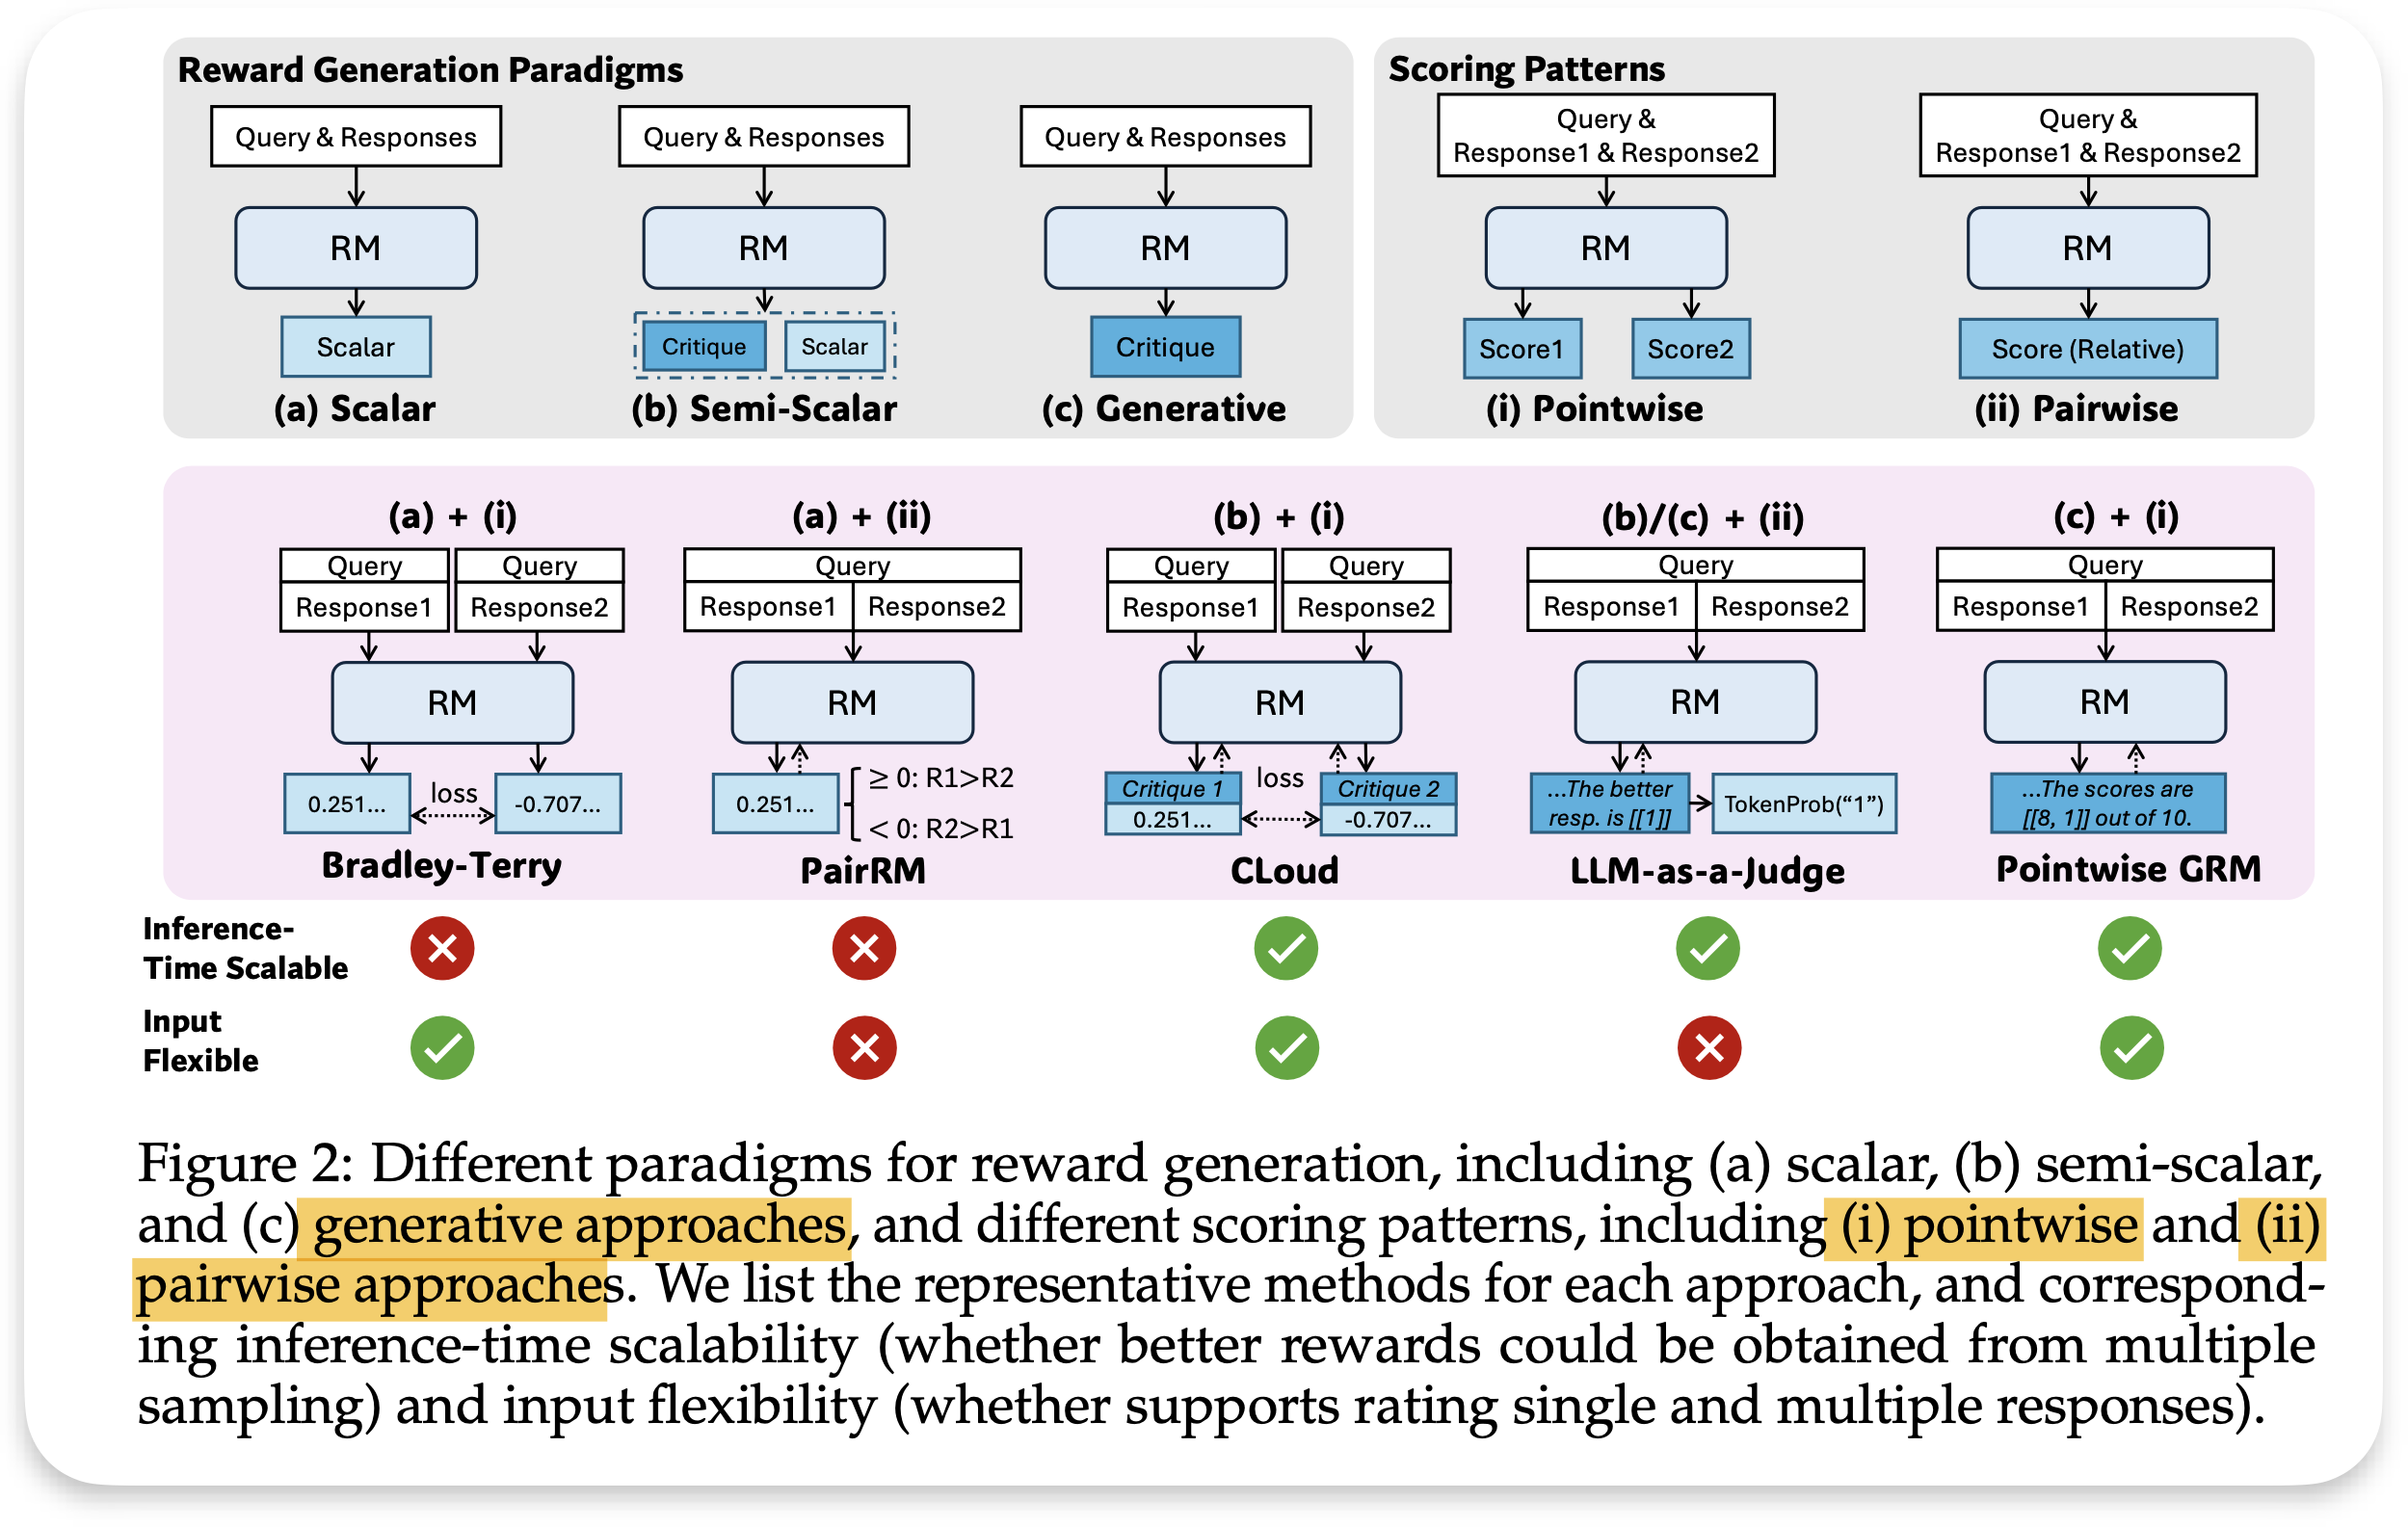 Reward Generation Paradigms
Query & Responses
RM
Scalar
(a) Scalar
Query & Responses
RM
Critique
Scalar
(b) Semi-Scalar
Query & Responses
RM
Critique
(c) Generative
Scoring Patterns
Query &
Response1 & Response2
RM
Score1
Score2
(i) Pointwise
Query &
Response1 & Response2
RM
Score (Relative)
(ii) Pairwise
(a) + (i)
Query
Query
Response1
Response2
RM
0.251...
loss
-0.707...
Bradley-Terry
(a) + (ii)
Query
Response1
Response2
RM
0.251...
≥ 0: R1>R2
< 0: R2>R1
PairRM
(b) + (i)
Query
Query
Response1
Response2
RM
Critique 1
loss
Critique 2
0.251...
-0.707...
CLoud
(b)/(c) + (ii)
Query
Response1
Response2
RM
...The better
resp. is [[1]]
TokenProb(“1”)
LLM-as-a-Judge
(c) + (i)
Query
Response1
Response2
RM
...The scores are
[[8, 1]] out of 10.
Pointwise GRM
Inference-
Time Scalable
Input
Flexible
Figure 2: Different paradigms for reward generation, including (a) scalar, (b) semi-scalar,
and (c) generative approaches, and different scoring patterns, including (i) pointwise and (ii)
pairwise approaches. We list the representative methods for each approach, and correspond-
ing inference-time scalability (whether better rewards could be obtained from multiple
sampling) and input flexibility (whether supports rating single and multiple responses).